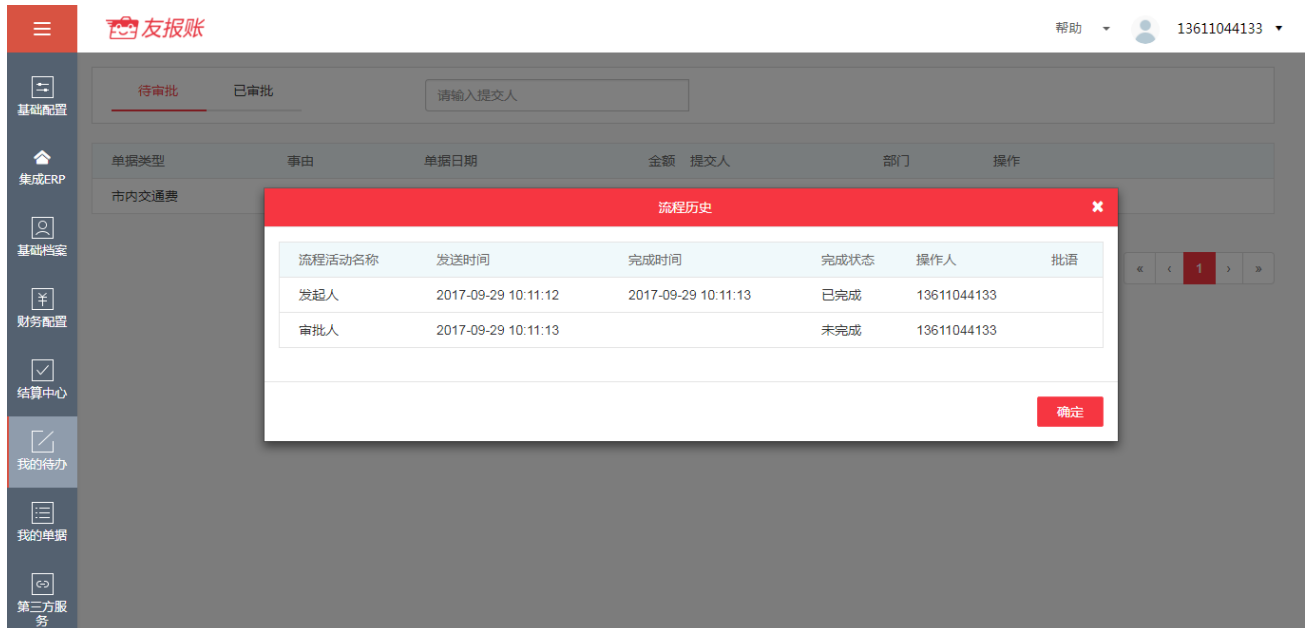 友报账
帮助
13611044133
基础配置
集成ERP
基础档案
财务配置
结算中心
我的待办
我的单据
第三方服
务
待审批 已审批 请输入提交人
单据类型 事由 单据日期 金额 提交人 部门 操作
市内交通费
流程历史
流程活动名称 发送时间 完成时间 完成状态 操作人 批语
发起人 2017-09-29 10:11:12 2017-09-29 10:11:13 已完成 13611044133
审批人 2017-09-29 10:11:13 未完成 13611044133
确定
« ‹ 1 › »